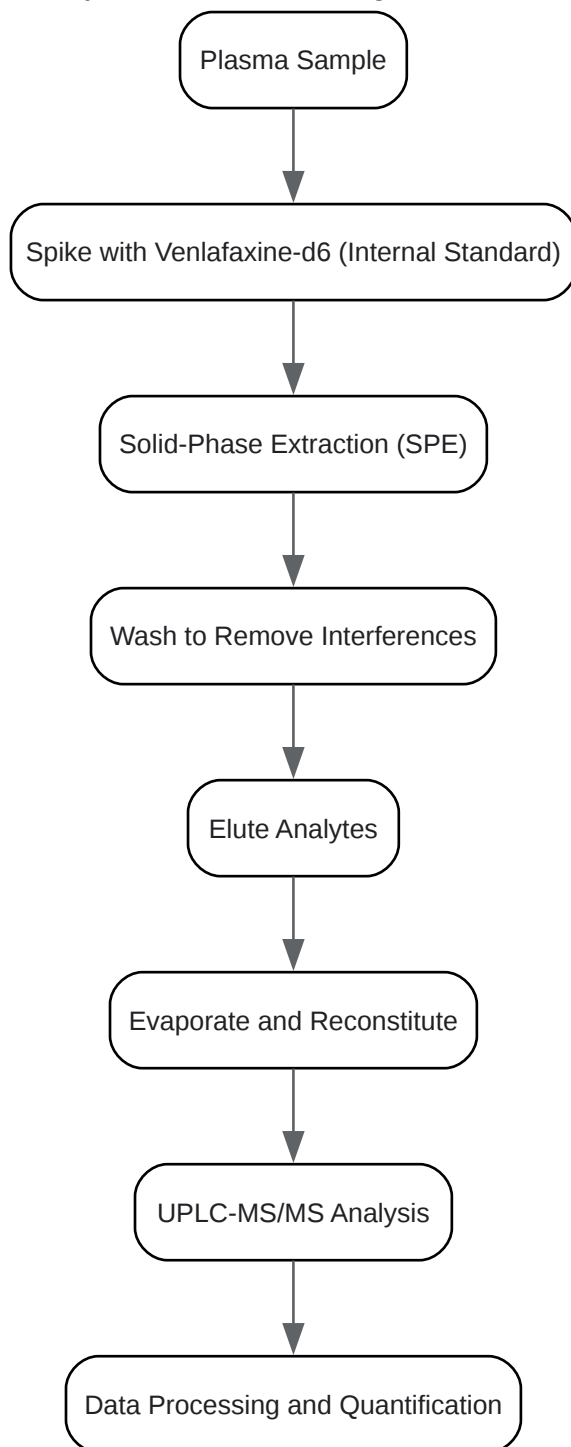 Plasma Sample
Spike with Venlafaxine-d6 (Internal Standard)
Solid-Phase Extraction (SPE)
Wash to Remove Interferences
Elute Analytes
Evaporate and Reconstitute
UPLC-MS/MS Analysis
Data Processing and Quantification